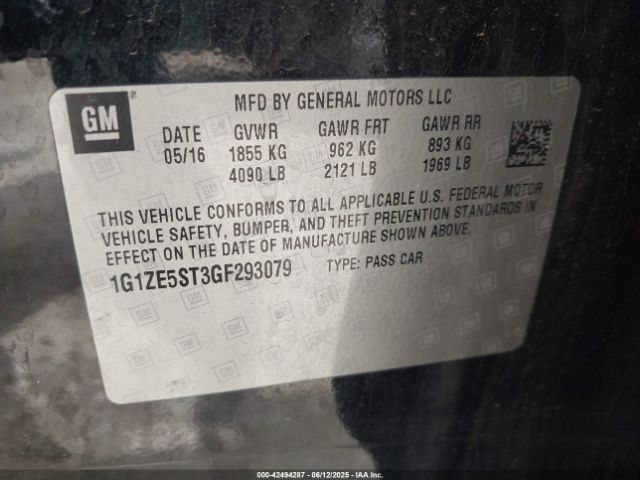 GM
MFD BY GENERAL MOTORS LLC
DATE GVWR GAWR FRT GAWR RR
05/16 1855 KG 962 KG 893 KG
4090 LB 2121 LB 1969 LB
THIS VEHICLE CONFORMS TO ALL APPLICABLE U.S. FEDERAL MOTOR
VEHICLE SAFETY, BUMPER, AND THEFT PREVENTION STANDARDS IN
EFFECT ON THE DATE OF MANUFACTURE SHOWN ABOVE.
1G1ZE5ST3GF293079 TYPE: PASS CAR
000-42494287 - 06/12/2025 - IAAI.COM